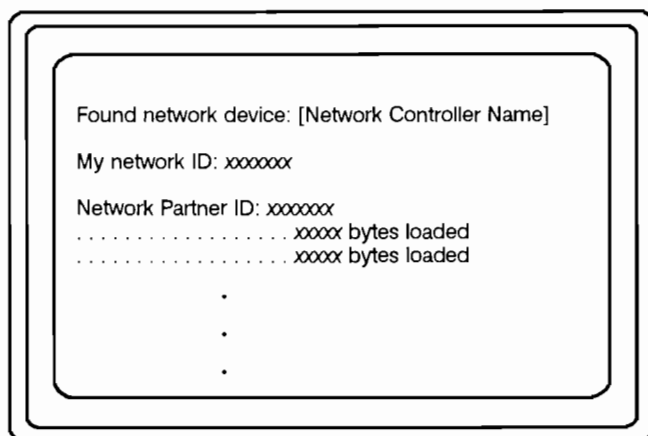 Found network device: [Network Controller Name]
My network ID: xxxxxxx
Network Partner ID: xxxxxxx
. . . . . . . . . . . . . . . . . . xxxxx bytes loaded
. . . . . . . . . . . . . . . . . . xxxxx bytes loaded
.
.
.